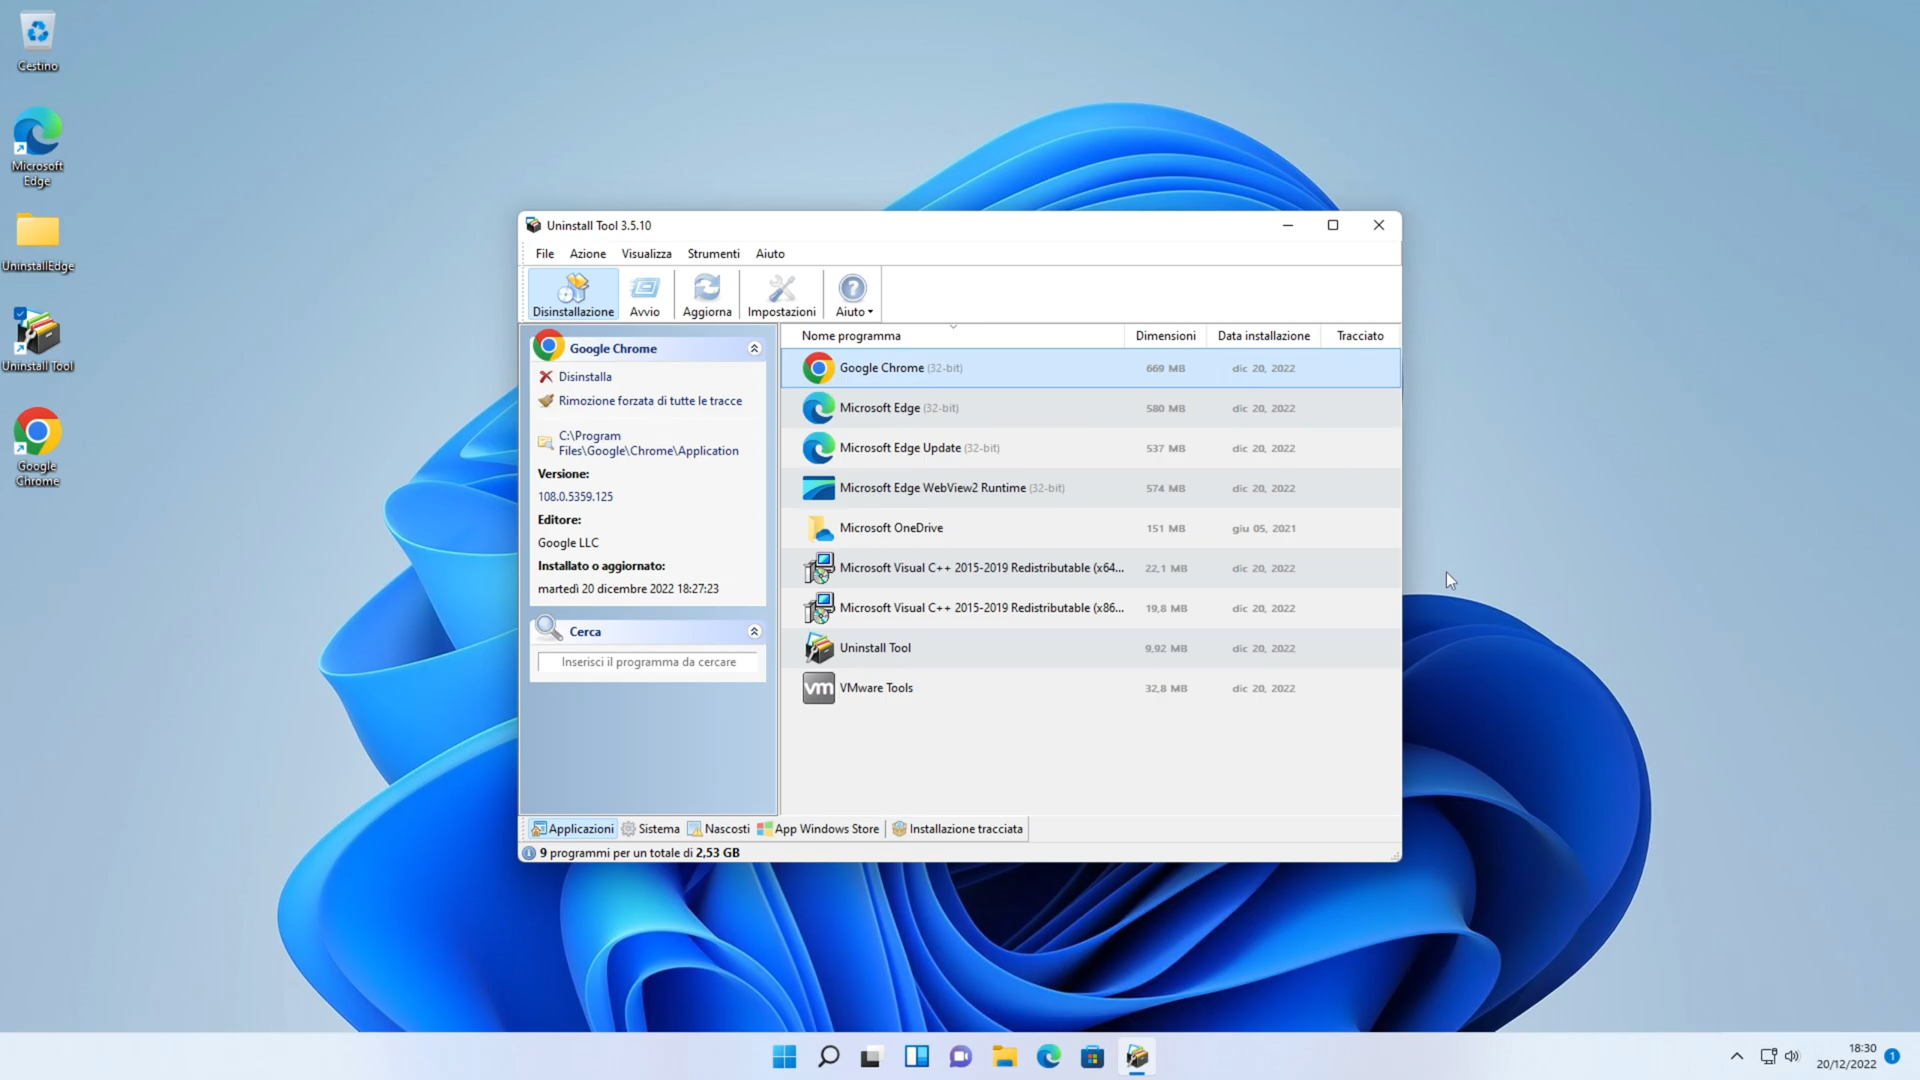 Cestino
Microsoft
Edge
UninstallEdge
Uninstall Tool
Google
Chrome
Uninstall Tool 3.5.10
File Azione Visualizza Strumenti Aiuto
Disinstallazione Avvio Aggiorna Impostazioni Aiuto
Google Chrome
Disinstalla
Rimozione forzata di tutte le tracce
C:\Program
Files\Google\Chrome\Application
Versione:
108.0.5359.125
Editore:
Google LLC
Installato o aggiornato:
martedì 20 dicembre 2022 18:27:23
Cerca
Inserisci il programma da cercare
Nome programma Dimensioni Data installazione Tracciato
Google Chrome (32-bit) 669 MB dic 20, 2022
Microsoft Edge (32-bit) 580 MB dic 20, 2022
Microsoft Edge Update (32-bit) 537 MB dic 20, 2022
Microsoft Edge WebView2 Runtime (32-bit) 574 MB dic 20, 2022
Microsoft OneDrive 151 MB giu 05, 2021
Microsoft Visual C++ 2015-2019 Redistributable (x64... 22,1 MB dic 20, 2022
Microsoft Visual C++ 2015-2019 Redistributable (x86... 19,8 MB dic 20, 2022
Uninstall Tool 9,92 MB dic 20, 2022
vm VMware Tools 32,8 MB dic 20, 2022
Applicazioni Sistema Nascosti App Windows Store Installazione tracciata
9 programmi per un totale di 2,53 GB
18:30
20/12/2022
1